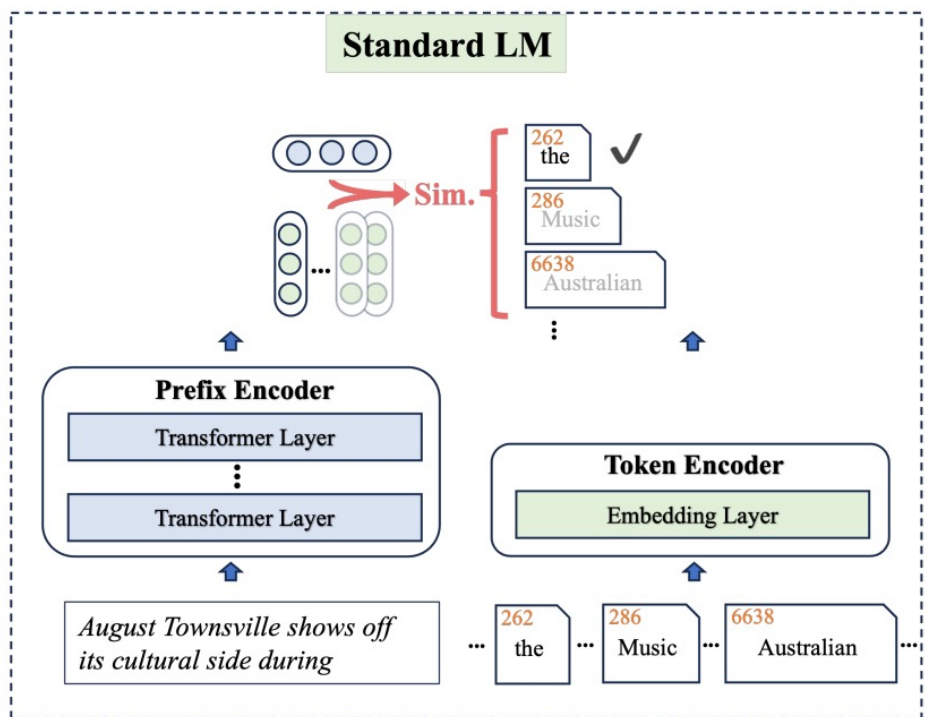 Standard LM
262
the
✔
Sim.
286
Music
6638
Australian
...
...
Prefix Encoder
Transformer Layer
...
Transformer Layer
Token Encoder
Embedding Layer
August Townsville shows off
its cultural side during
... 262 the ... 286 Music ... 6638 Australian ...